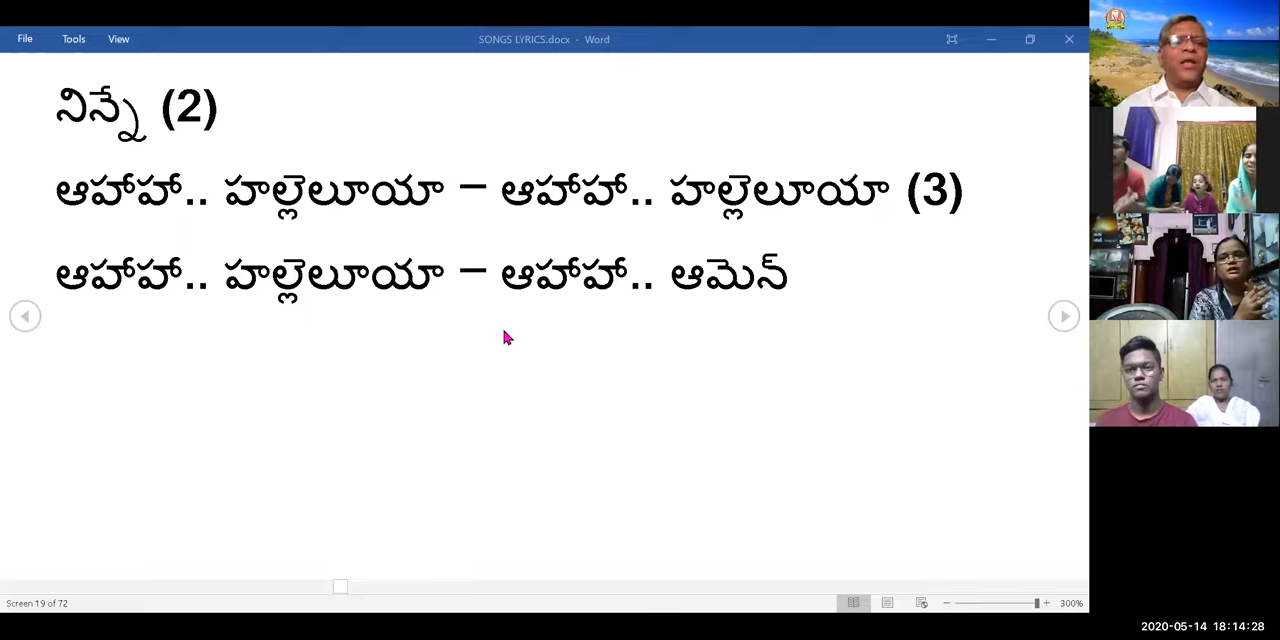 File Tools View SONGS LYRICS.docx - Word
నిన్నే (2)
ఆహాహా.. హల్లెలూయా – ఆహాహా.. హల్లెలూయా (3)
ఆహాహా.. హల్లెలూయా – ఆహాహా.. ఆమెన్
Screen 19 of 72 300%
2020-05-14 18:14:28